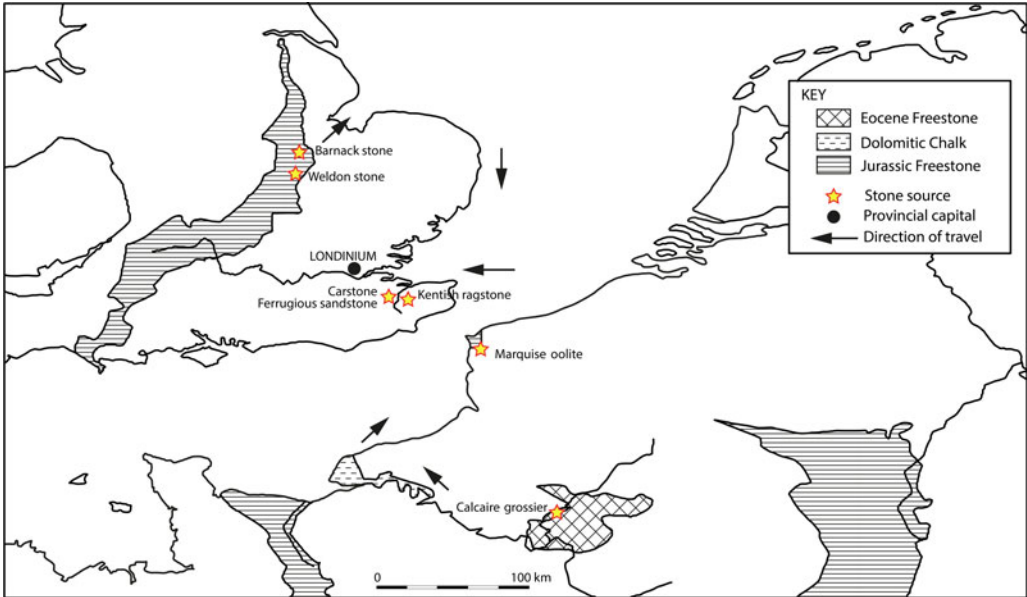 KEY
Eocene Freestone
Dolomitic Chalk
Jurassic Freestone
Stone source
Provincial capital
Direction of travel
Barnack stone
Weldon stone
LONDINIUM
Carstone
Ferrugious sandstone
Kentish ragstone
Marquise oolite
Calcaire grossier
0 100 km